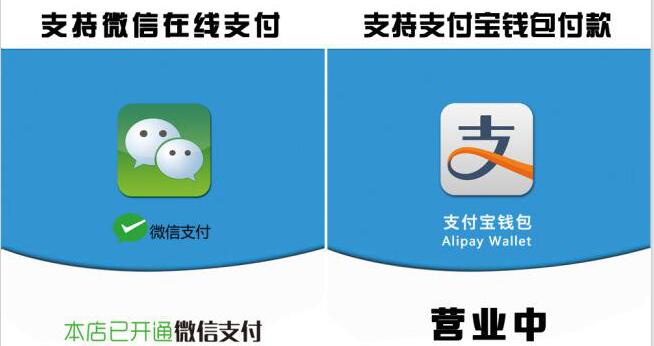 支持微信在线支付
微信支付
本店已开通微信支付
支持支付宝钱包付款
支
支付宝钱包
Alipay Wallet
营业中